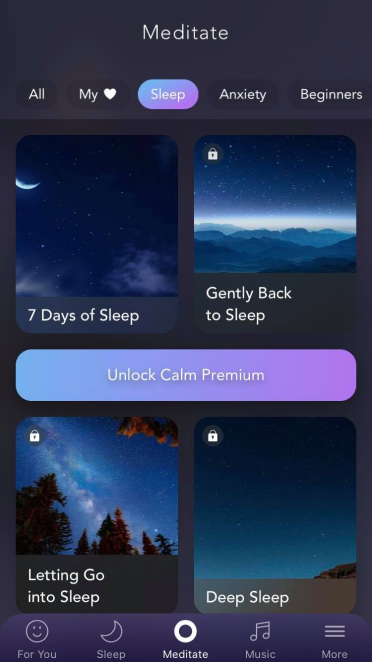 Meditate
All My Sleep Anxiety Beginners
7 Days of Sleep
Gently Back
to Sleep
Unlock Calm Premium
Letting Go
into Sleep
Deep Sleep
For You Sleep Meditate Music More